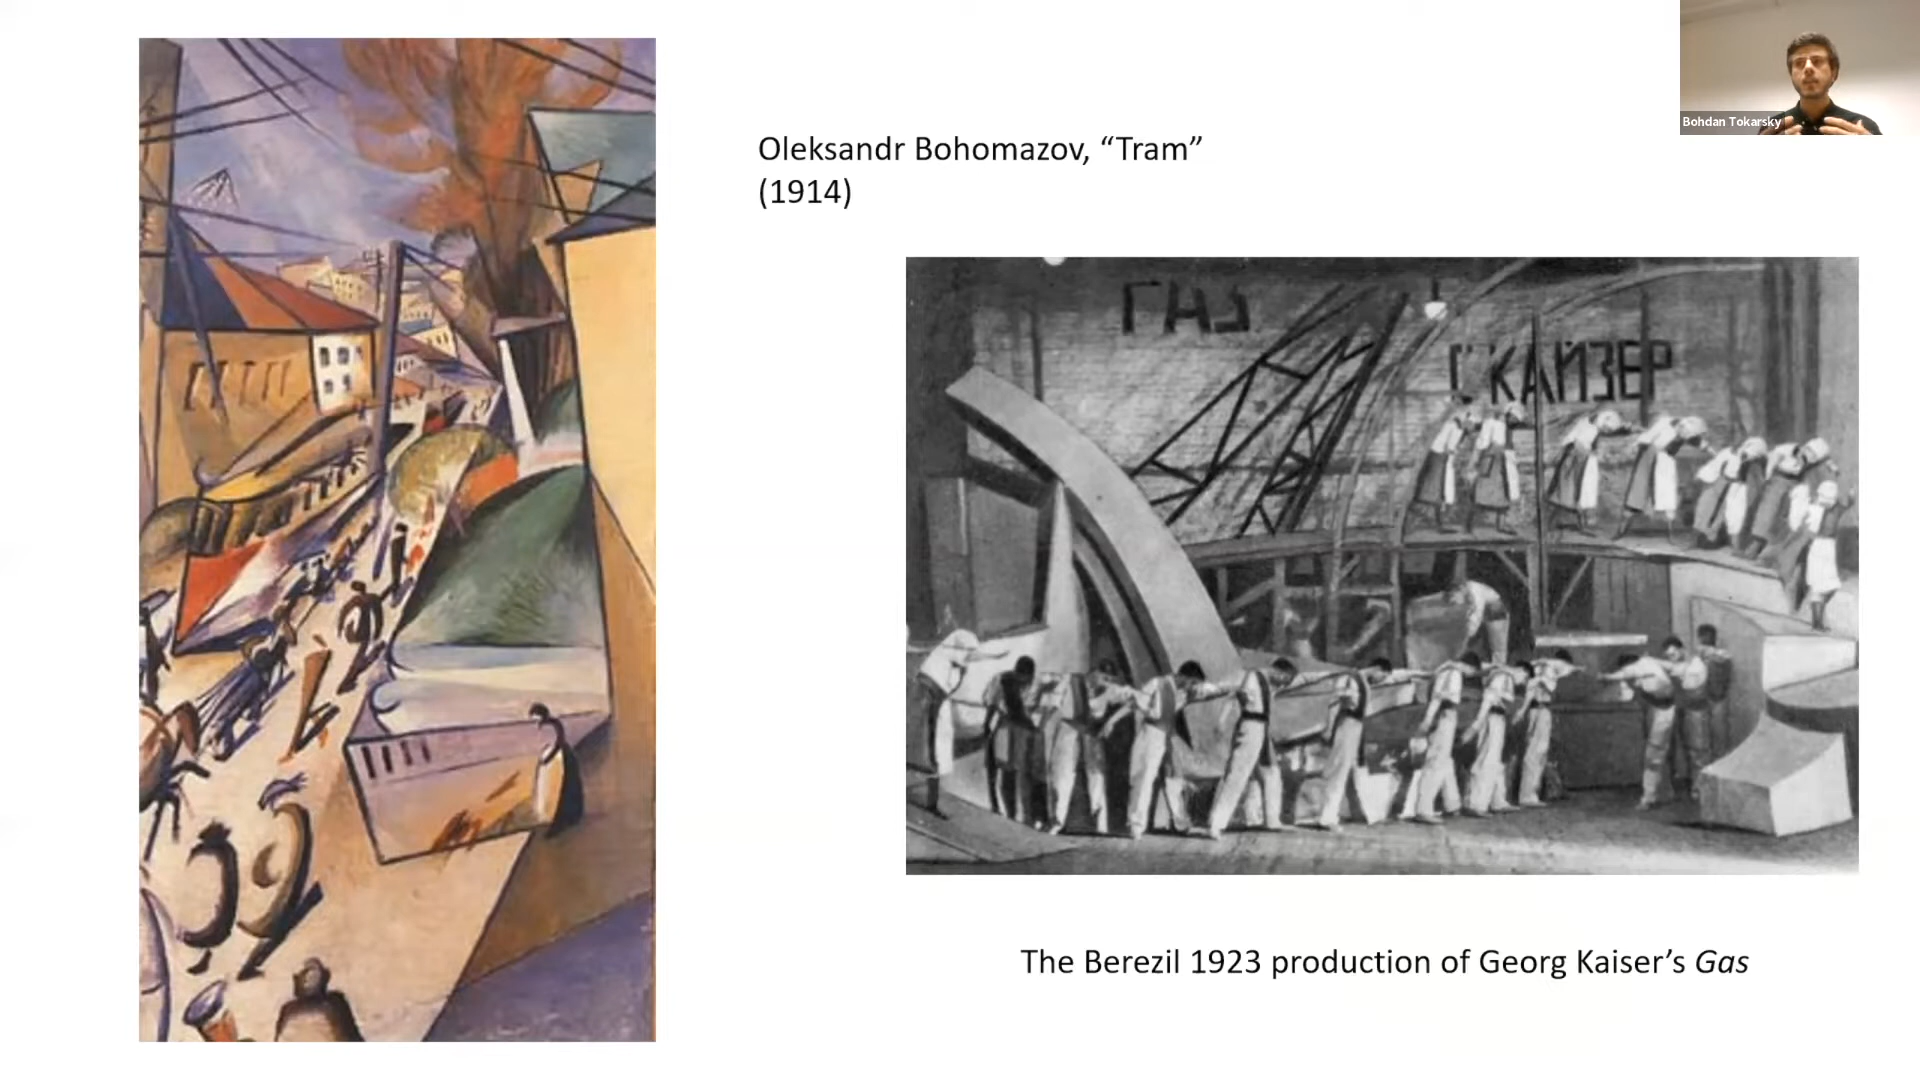 Bohdan Tokarsky
Oleksandr Bohomazov, “Tram”
(1914)
ГАЗ
Г КАЙЗЕР
The Berezil 1923 production of Georg Kaiser’s Gas